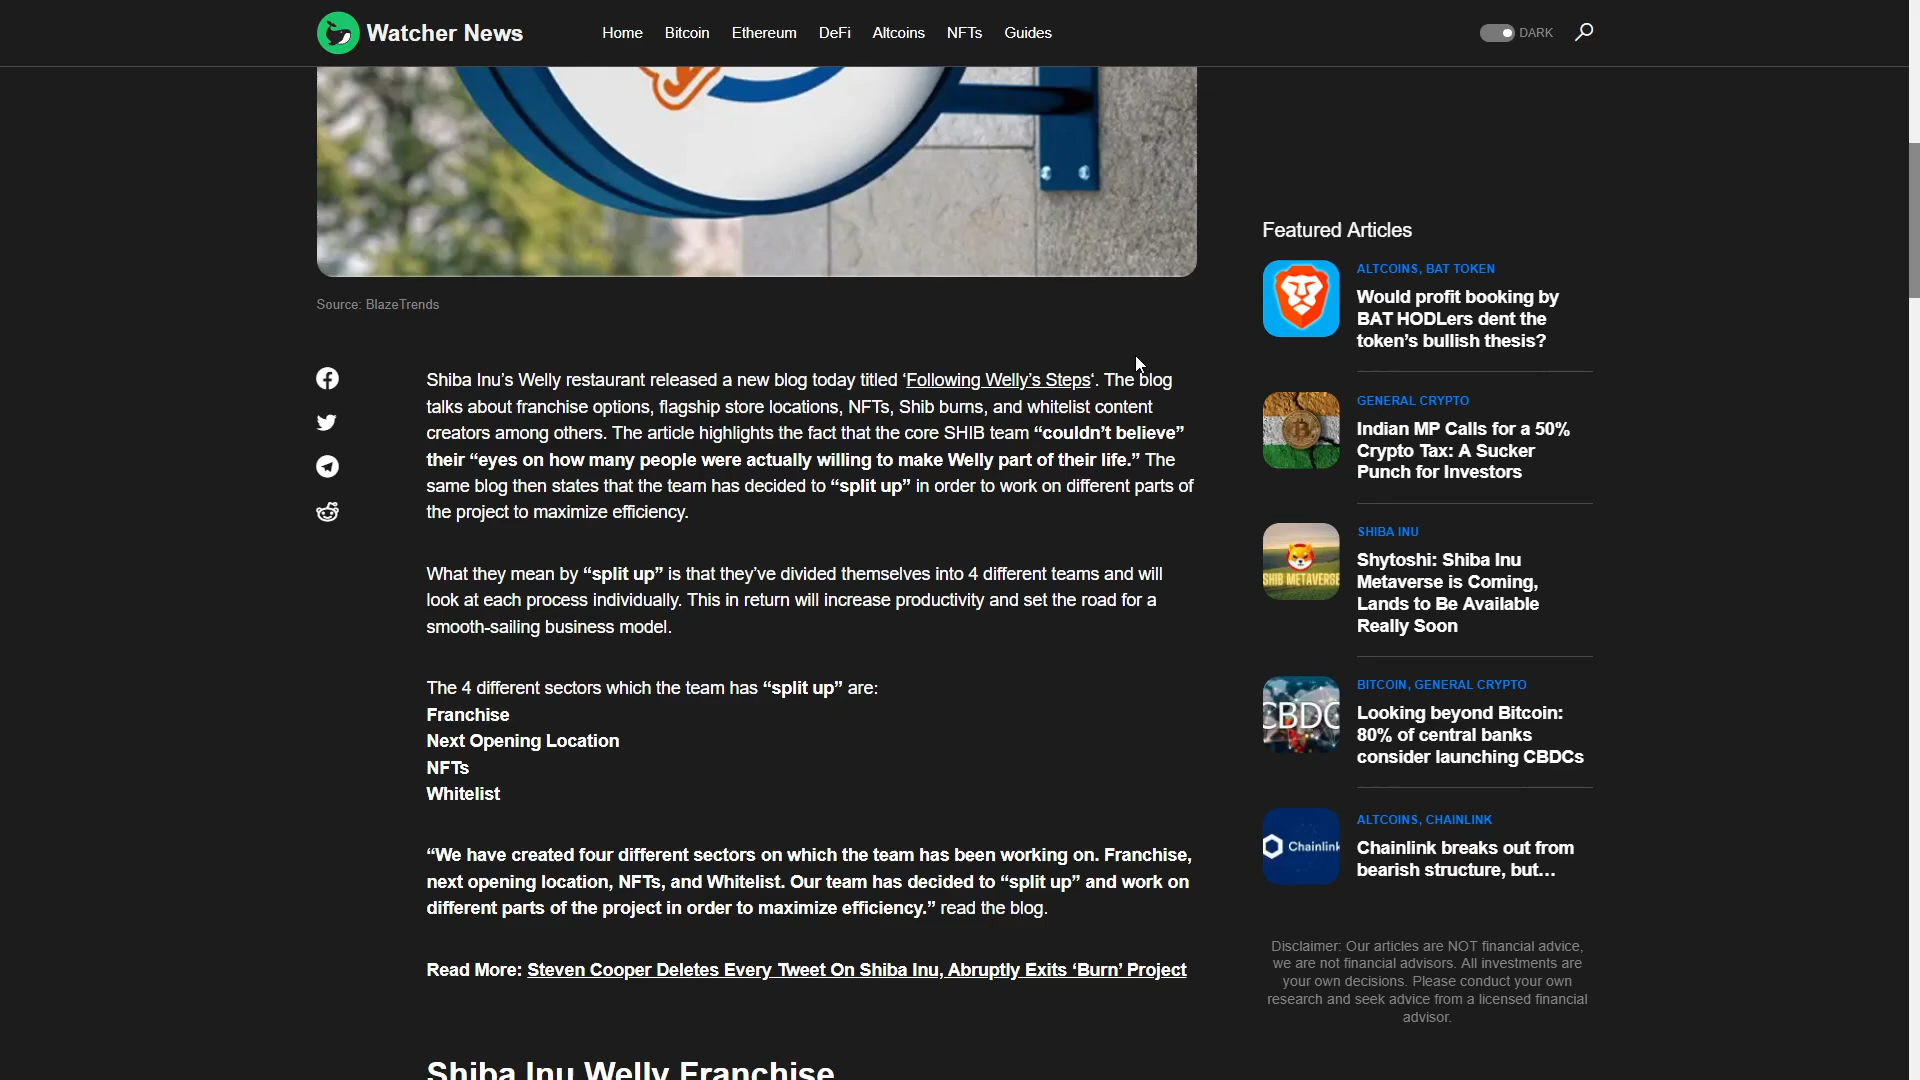 Watcher News
Home Bitcoin Ethereum DeFi Altcoins NFTs Guides
DARK
Source: BlazeTrends
Shiba Inu’s Welly restaurant released a new blog today titled ‘Following Welly’s Steps‘. The blog
talks about franchise options, flagship store locations, NFTs, Shib burns, and whitelist content
creators among others. The article highlights the fact that the core SHIB team “couldn’t believe”
their “eyes on how many people were actually willing to make Welly part of their life.” The
same blog then states that the team has decided to “split up” in order to work on different parts of
the project to maximize efficiency.
What they mean by “split up” is that they’ve divided themselves into 4 different teams and will
look at each process individually. This in return will increase productivity and set the road for a
smooth-sailing business model.
The 4 different sectors which the team has “split up” are:
Franchise
Next Opening Location
NFTs
Whitelist
“We have created four different sectors on which the team has been working on. Franchise,
next opening location, NFTs, and Whitelist. Our team has decided to “split up” and work on
different parts of the project in order to maximize efficiency.” read the blog.
Read More: Steven Cooper Deletes Every Tweet On Shiba Inu, Abruptly Exits ‘Burn’ Project
Shiba Inu Welly Franchise
Featured Articles
ALTCOINS, BAT TOKEN
Would profit booking by
BAT HODLers dent the
token’s bullish thesis?
GENERAL CRYPTO
Indian MP Calls for a 50%
Crypto Tax: A Sucker
Punch for Investors
SHIB METAVERSE
SHIBA INU
Shytoshi: Shiba Inu
Metaverse is Coming,
Lands to Be Available
Really Soon
CBDC
BITCOIN, GENERAL CRYPTO
Looking beyond Bitcoin:
80% of central banks
consider launching CBDCs
Chainlink
ALTCOINS, CHAINLINK
Chainlink breaks out from
bearish structure, but...
Disclaimer: Our articles are NOT financial advice,
we are not financial advisors. All investments are
your own decisions. Please conduct your own
research and seek advice from a licensed financial
advisor.